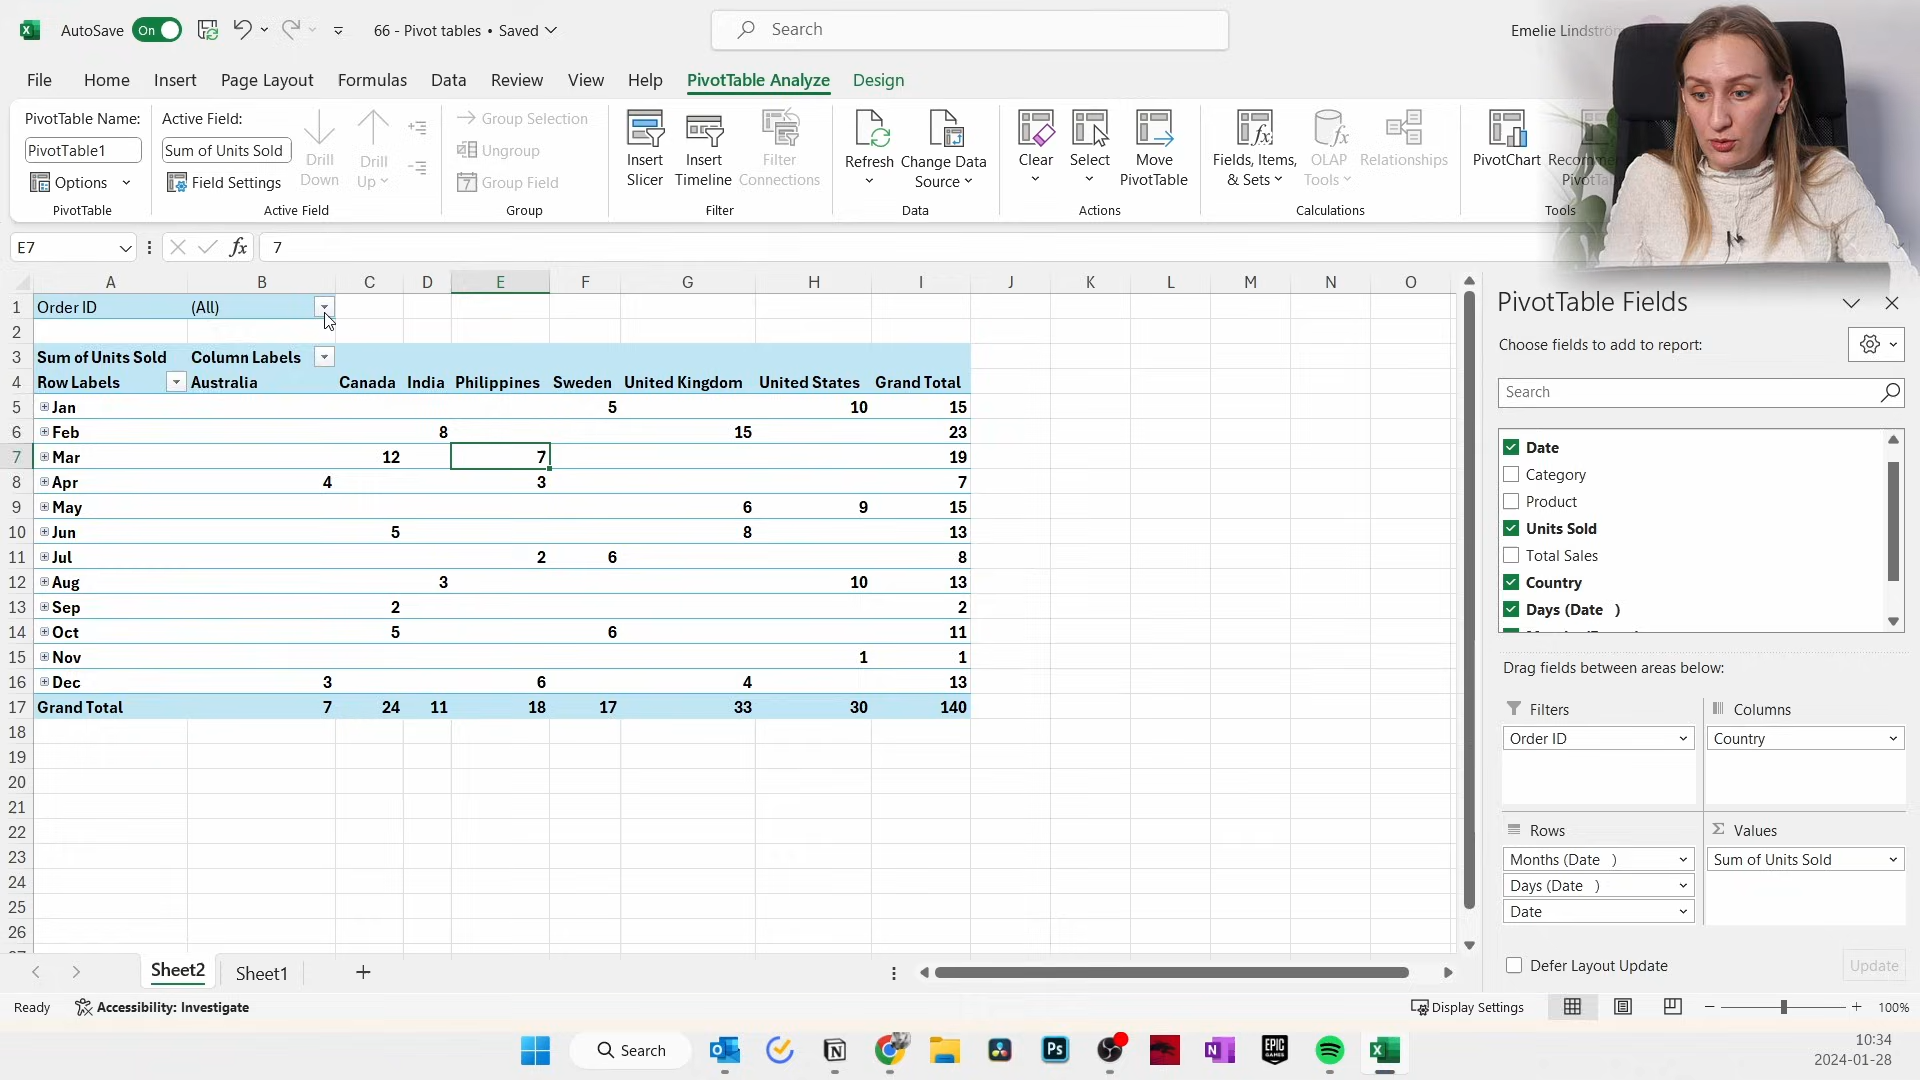 AutoSave On 66 - Pivot tables • Saved Search Emelie Lindström
File Home Insert Page Layout Formulas Data Review View Help PivotTable Analyze Design
PivotTable Name:
PivotTable1
Options
PivotTable
Active Field:
Sum of Units Sold
Field Settings
Drill Down
Drill Up
Active Field
Group Selection
Ungroup
Group Field
Group
Insert Slicer
Insert Timeline
Filter Connections
Filter
Refresh
Change Data Source
Data
Clear
Select
Move PivotTable
Actions
Fields, Items, & Sets
OLAP Tools
Relationships
Calculations
PivotChart
Tools
E7 fx 7
A B C D E F G H I J K L M N O
1 Order ID (All)
2
3 Sum of Units Sold Column Labels
4 Row Labels Australia Canada India Philippines Sweden United Kingdom United States Grand Total
5 Jan 5 10 15
6 Feb 8 15 23
7 Mar 12 7 19
8 Apr 4 3 7
9 May 6 9 15
10 Jun 5 8 13
11 Jul 2 6 8
12 Aug 3 10 13
13 Sep 2 2
14 Oct 5 6 11
15 Nov 1 1
16 Dec 3 6 4 13
17 Grand Total 7 24 11 18 17 33 30 140
18
19
20
21
22
23
24
25
26
PivotTable Fields
Choose fields to add to report:
Search
Date
Category
Product
Units Sold
Total Sales
Country
Days (Date )
Drag fields between areas below:
Filters
Order ID
Columns
Country
Rows
Months (Date )
Days (Date )
Date
Values
Sum of Units Sold
Defer Layout Update Update
Sheet2 Sheet1
Ready Accessibility: Investigate Display Settings 100%
Search
Ps
N
EPIC GAMES
10:34
2024-01-28